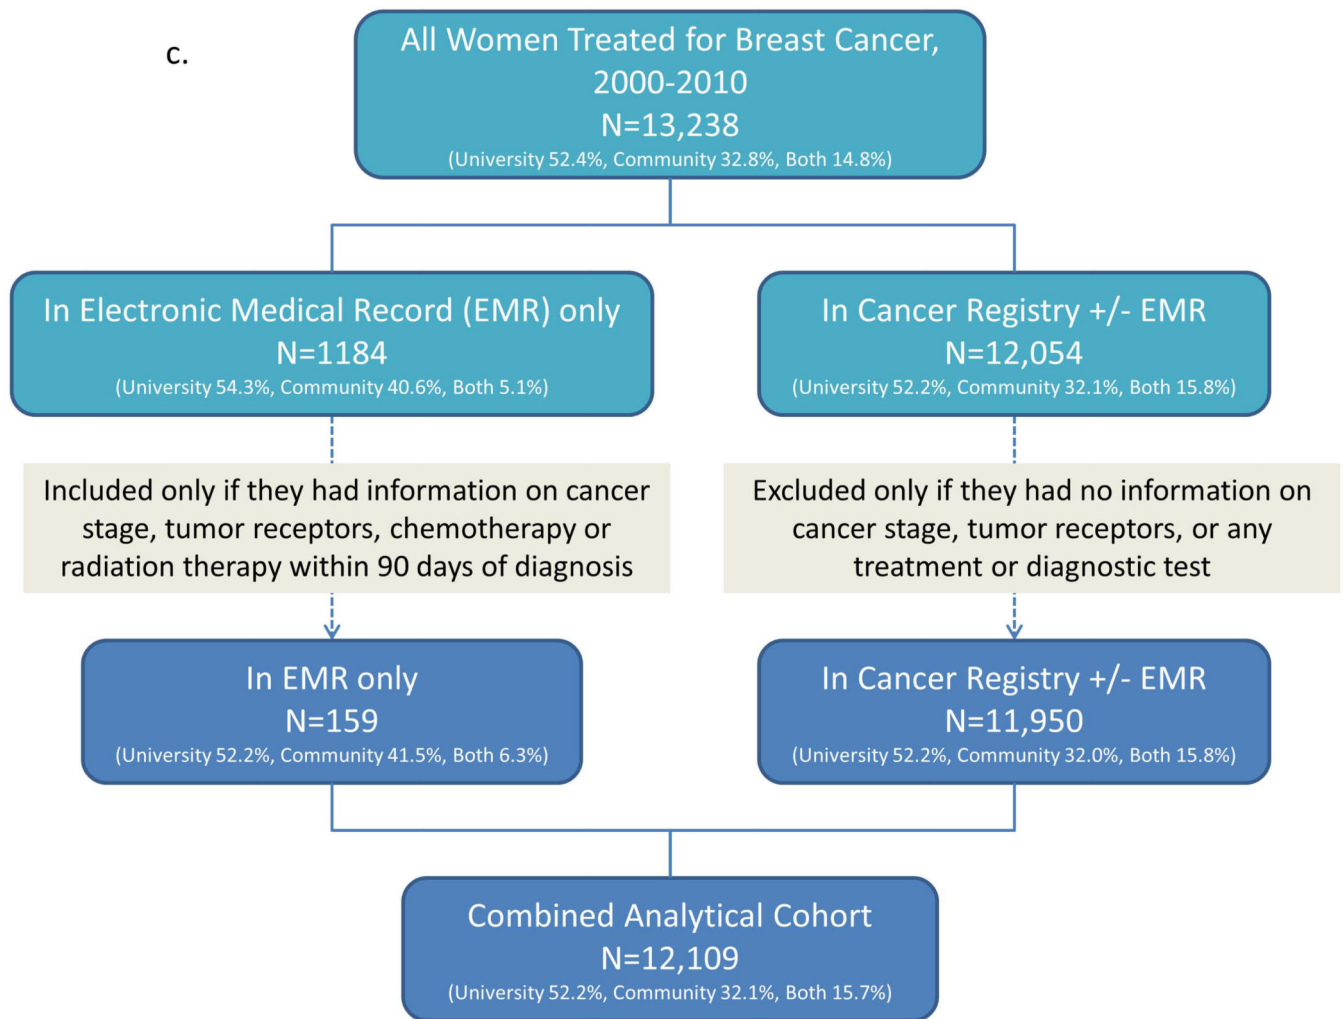 c.
All Women Treated for Breast Cancer,
2000-2010
N=13,238
(University 52.4%, Community 32.8%, Both 14.8%)
In Electronic Medical Record (EMR) only
N=1184
(University 54.3%, Community 40.6%, Both 5.1%)
In Cancer Registry +/- EMR
N=12,054
(University 52.2%, Community 32.1%, Both 15.8%)
Included only if they had information on cancer
stage, tumor receptors, chemotherapy or
radiation therapy within 90 days of diagnosis
Excluded only if they had no information on
cancer stage, tumor receptors, or any
treatment or diagnostic test
In EMR only
N=159
(University 52.2%, Community 41.5%, Both 6.3%)
In Cancer Registry +/- EMR
N=11,950
(University 52.2%, Community 32.0%, Both 15.8%)
Combined Analytical Cohort
N=12,109
(University 52.2%, Community 32.1%, Both 15.7%)